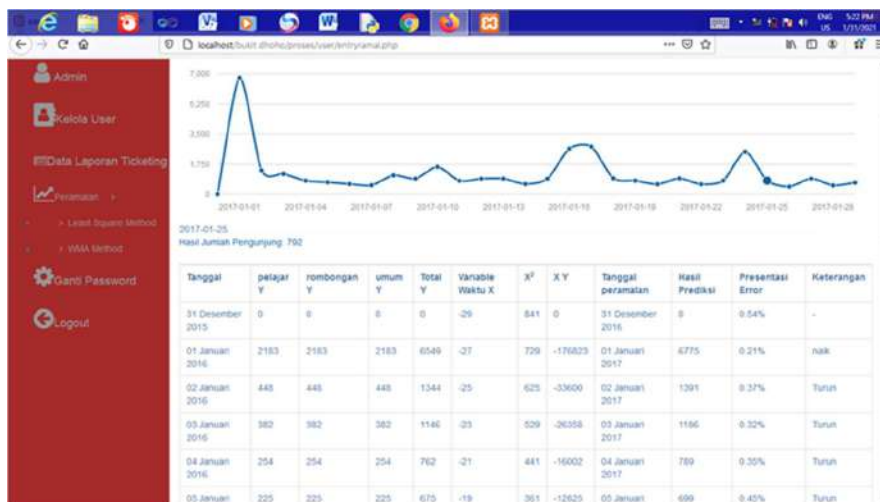 ENG 5:22 PM
US 1/31/2021
localhost/bukit dhoho/proses/user/entryramal.php
Admin
Kelola User
Data Laporan Ticketing
Peramalan >
> Least Square Method
> WMA Method
Ganti Password
Logout
7,000
5,250
3,500
1,750
0
2017-01-01 2017-01-04 2017-01-07 2017-01-10 2017-01-13 2017-01-16 2017-01-19 2017-01-22 2017-01-25 2017-01-28
2017-01-25
Hasil Jumlah Pengunjung: 792
Tanggal pelajar Y rombongan Y umum Y Total Y Variable Waktu X X² X Y Tanggal peramalan Hasil Prediksi Presentasi Error Keterangan
31 Desember 2015 0 0 0 0 -29 841 0 31 Desember 2016 0 0.54% -
01 Januari 2016 2183 2183 2183 6549 -27 729 -176823 01 Januari 2017 6775 0.21% naik
02 Januari 2016 448 448 448 1344 -25 625 -33600 02 Januari 2017 1391 0.37% Turun
03 Januari 2016 382 382 382 1146 -23 529 -26358 03 Januari 2017 1186 0.32% Turun
04 Januari 2016 254 254 254 762 -21 441 -16002 04 Januari 2017 789 0.35% Turun
05 Januari 225 225 225 675 -19 361 -12825 05 Januari 699 0.45% Turun